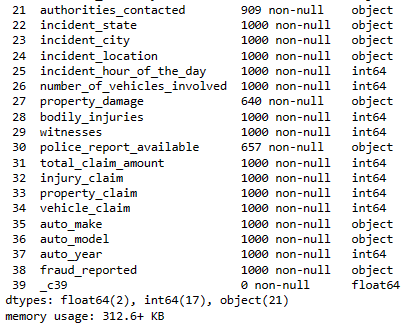 21 authorities_contacted 909 non-null object
22 incident_state 1000 non-null object
23 incident_city 1000 non-null object
24 incident_location 1000 non-null object
25 incident_hour_of_the_day 1000 non-null int64
26 number_of_vehicles_involved 1000 non-null int64
27 property_damage 640 non-null object
28 bodily_injuries 1000 non-null int64
29 witnesses 1000 non-null int64
30 police_report_available 657 non-null object
31 total_claim_amount 1000 non-null int64
32 injury_claim 1000 non-null int64
33 property_claim 1000 non-null int64
34 vehicle_claim 1000 non-null int64
35 auto_make 1000 non-null object
36 auto_model 1000 non-null object
37 auto_year 1000 non-null int64
38 fraud_reported 1000 non-null object
39 _c39 0 non-null float64
dtypes: float64(2), int64(17), object(21)
memory usage: 312.6+ KB